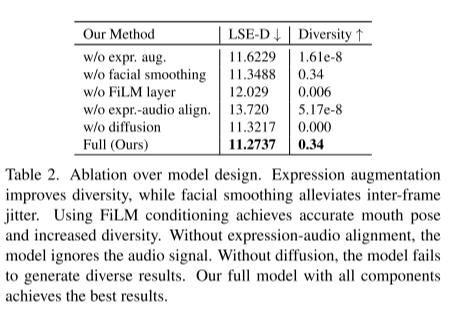 Our Method LSE-D ↓ Diversity ↑
w/o expr. aug. 11.6229 1.61e-8
w/o facial smoothing 11.3488 0.34
w/o FiLM layer 12.029 0.006
w/o expr.-audio align. 13.720 5.17e-8
w/o diffusion 11.3217 0.000
Full (Ours) 11.2737 0.34
Table 2. Ablation over model design. Expression augmentation
improves diversity, while facial smoothing alleviates inter-frame
jitter. Using FiLM conditioning achieves accurate mouth pose
and increased diversity. Without expression-audio alignment, the
model ignores the audio signal. Without diffusion, the model fails
to generate diverse results. Our full model with all components
achieves the best results.